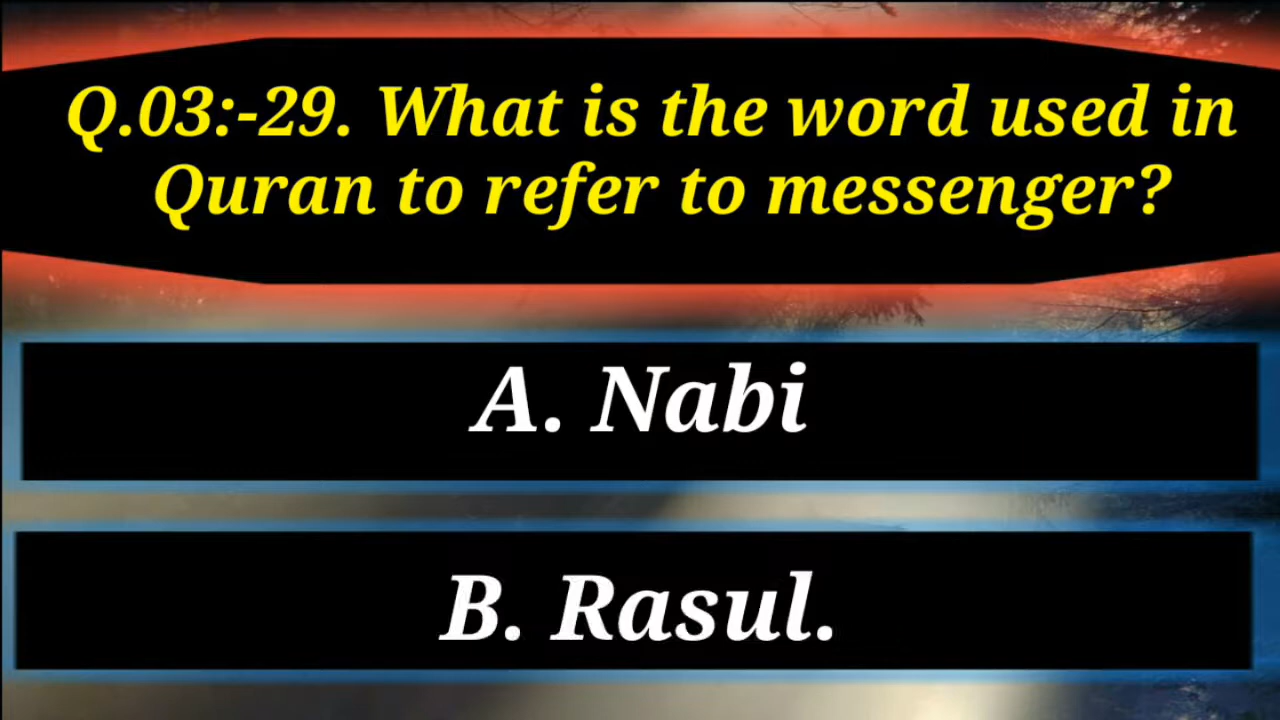 Q.03:-29. What is the word used in
Quran to refer to messenger?
A. Nabi
B. Rasul.